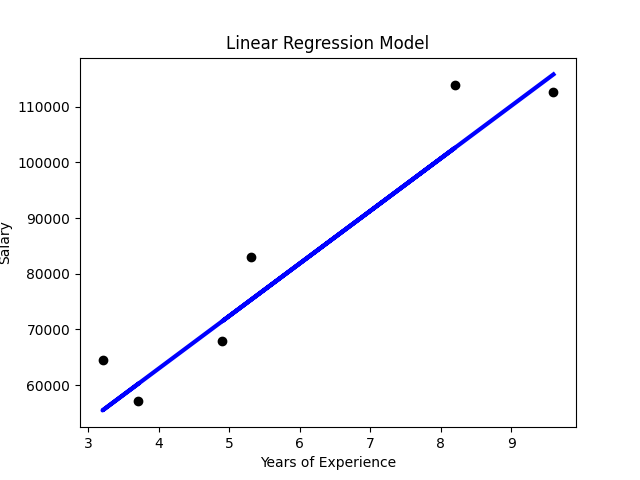 Linear Regression Model
110000
100000
90000
80000
70000
60000
Salary
3 4 5 6 7 8 9
Years of Experience